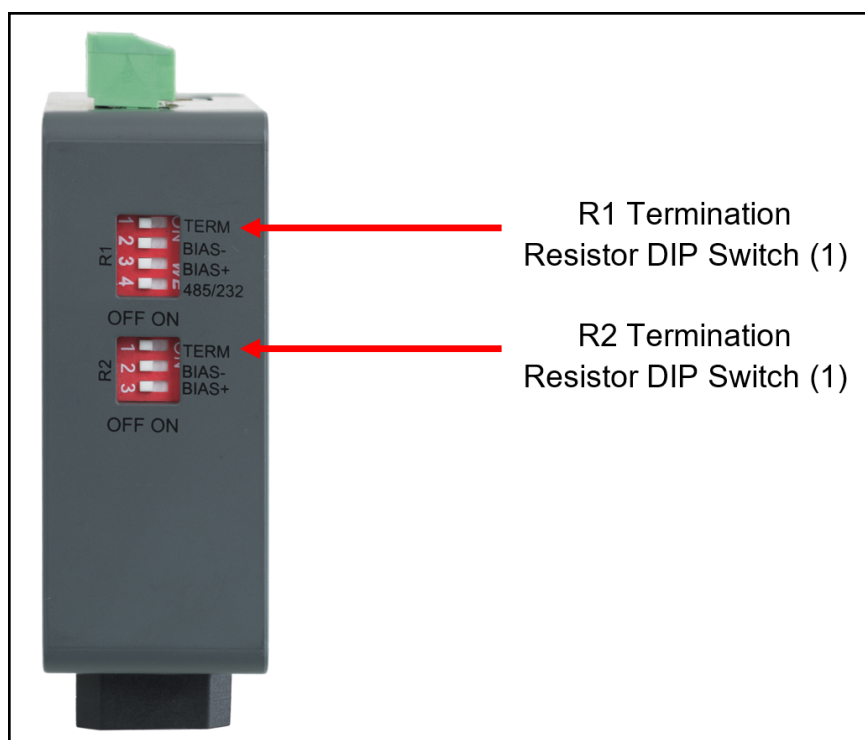 1 TERM
2 BIAS-
3 BIAS+
4 485/232
R1
OFF ON
1 TERM
2 BIAS-
3 BIAS+
R2
OFF ON
R1 Termination
Resistor DIP Switch (1)
R2 Termination
Resistor DIP Switch (1)